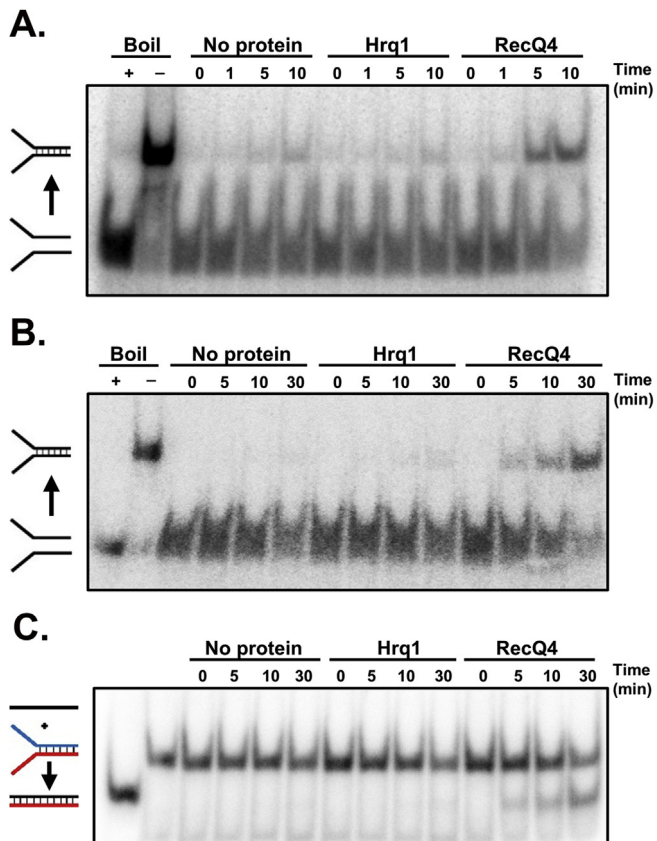 A.
Boil No protein Hrq1 RecQ4
+ – 0 1 5 10 0 1 5 10 0 1 5 10 Time (min)
B.
Boil No protein Hrq1 RecQ4
+ – 0 5 10 30 0 5 10 30 0 5 10 30 Time (min)
C.
No protein Hrq1 RecQ4
0 5 10 30 0 5 10 30 0 5 10 30 Time (min)
+